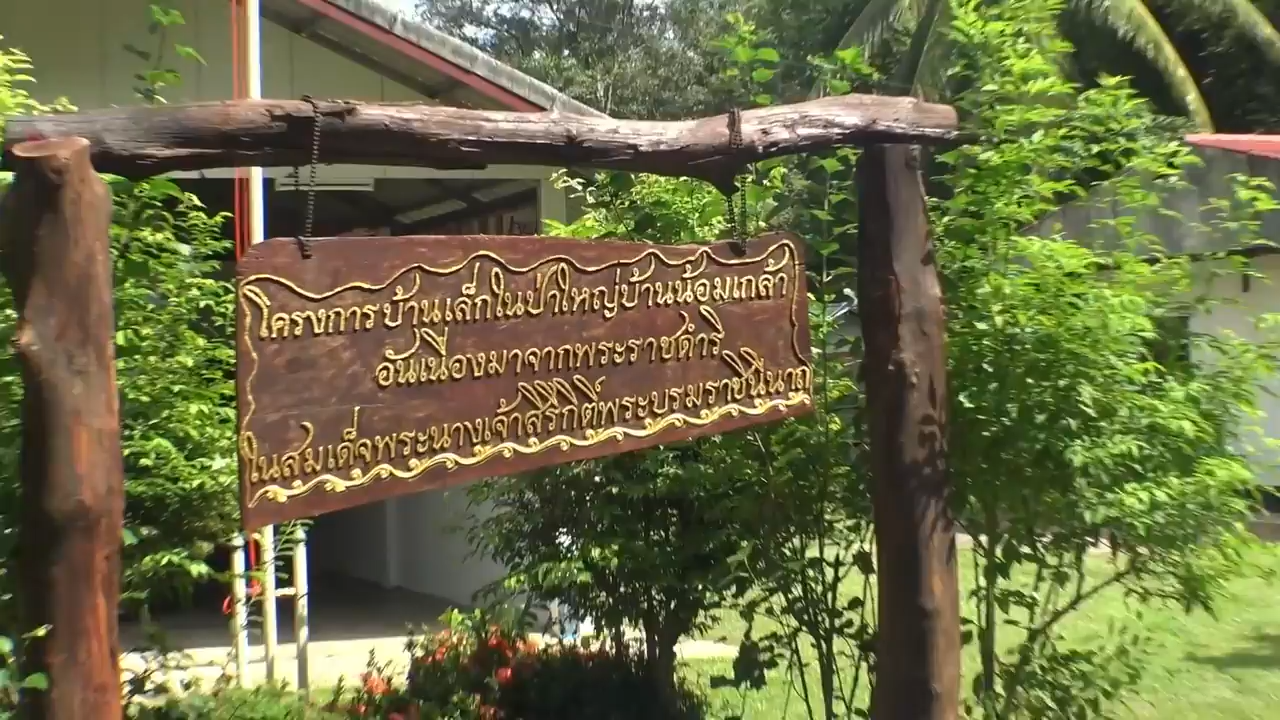 โครงการบ้านเล็กในป่าใหญ่บ้านน้อมเกล้า
อันเนื่องมาจากพระราชดำริ
ในสมเด็จพระนางเจ้าสิริกิติ์พระบรมราชินีนาถ